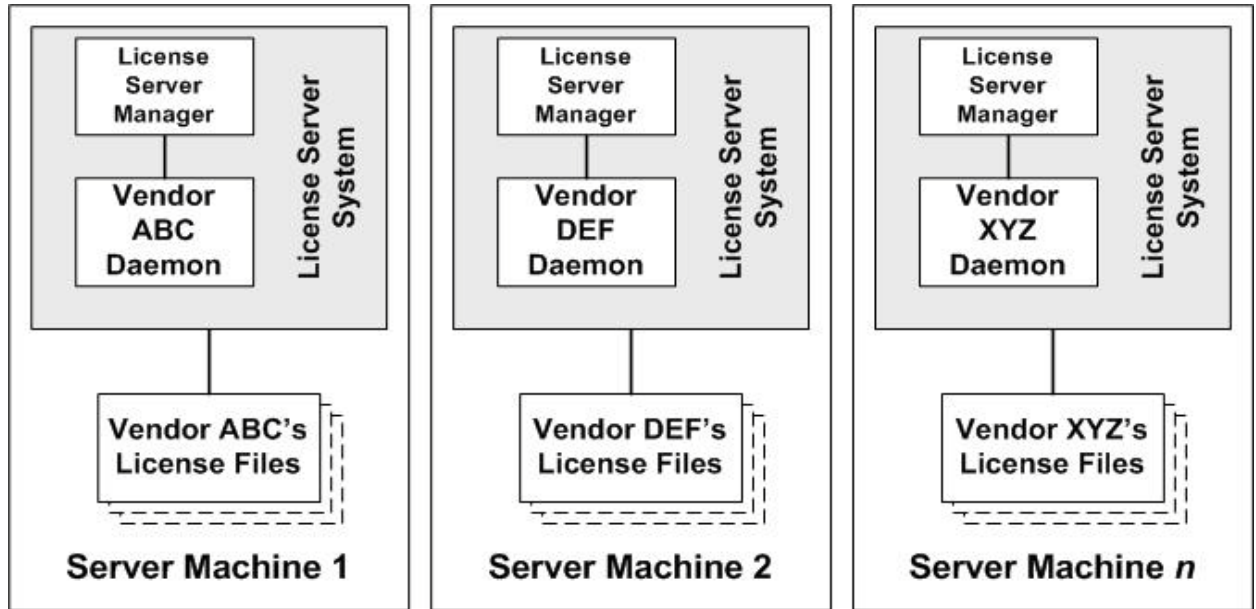 License
Server
Manager
Vendor
ABC
Daemon
License Server
System
Vendor ABC's
License Files
Server Machine 1
License
Server
Manager
Vendor
DEF
Daemon
License Server
System
Vendor DEF's
License Files
Server Machine 2
License
Server
Manager
Vendor
XYZ
Daemon
License Server
System
Vendor XYZ's
License Files
Server Machine n